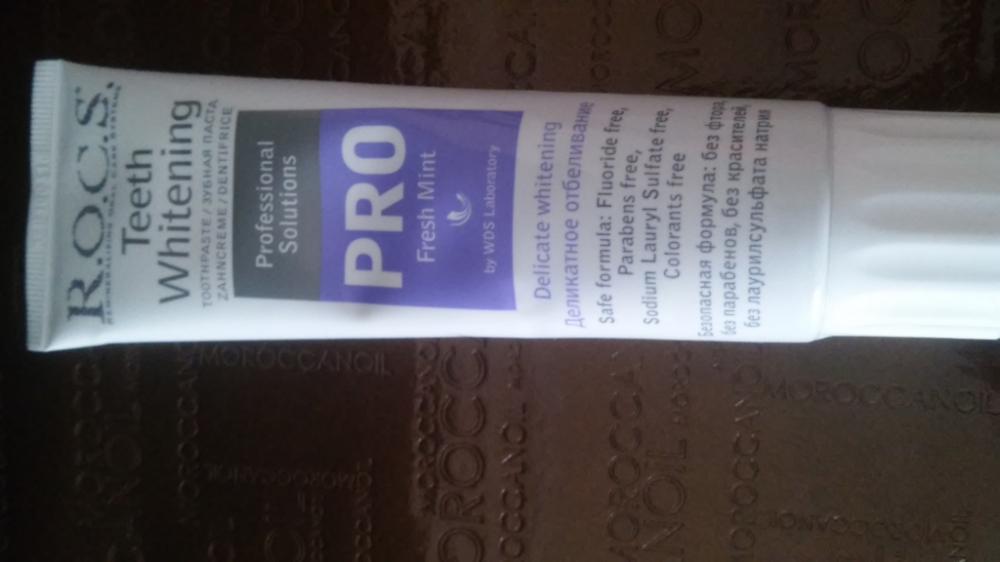 R.O.C.S.
Teeth
Whitening
TOOTHPASTE / ЗУБНАЯ ПАСТА
ZAHNCREME / DENTIFRICE
Professional
Solutions
PRO
Fresh Mint
by WDS Laboratory
Delicate whitening
Деликатное отбеливание
Safe formula: Fluoride free,
Parabens free,
Sodium Lauryl Sulfate free,
Colorants free
Безопасная формула: без фтора,
без парабенов, без красителей,
без лаурилсульфата натрия
MOROCCANOIL
MOROCCANOIL
MOROCCANOIL